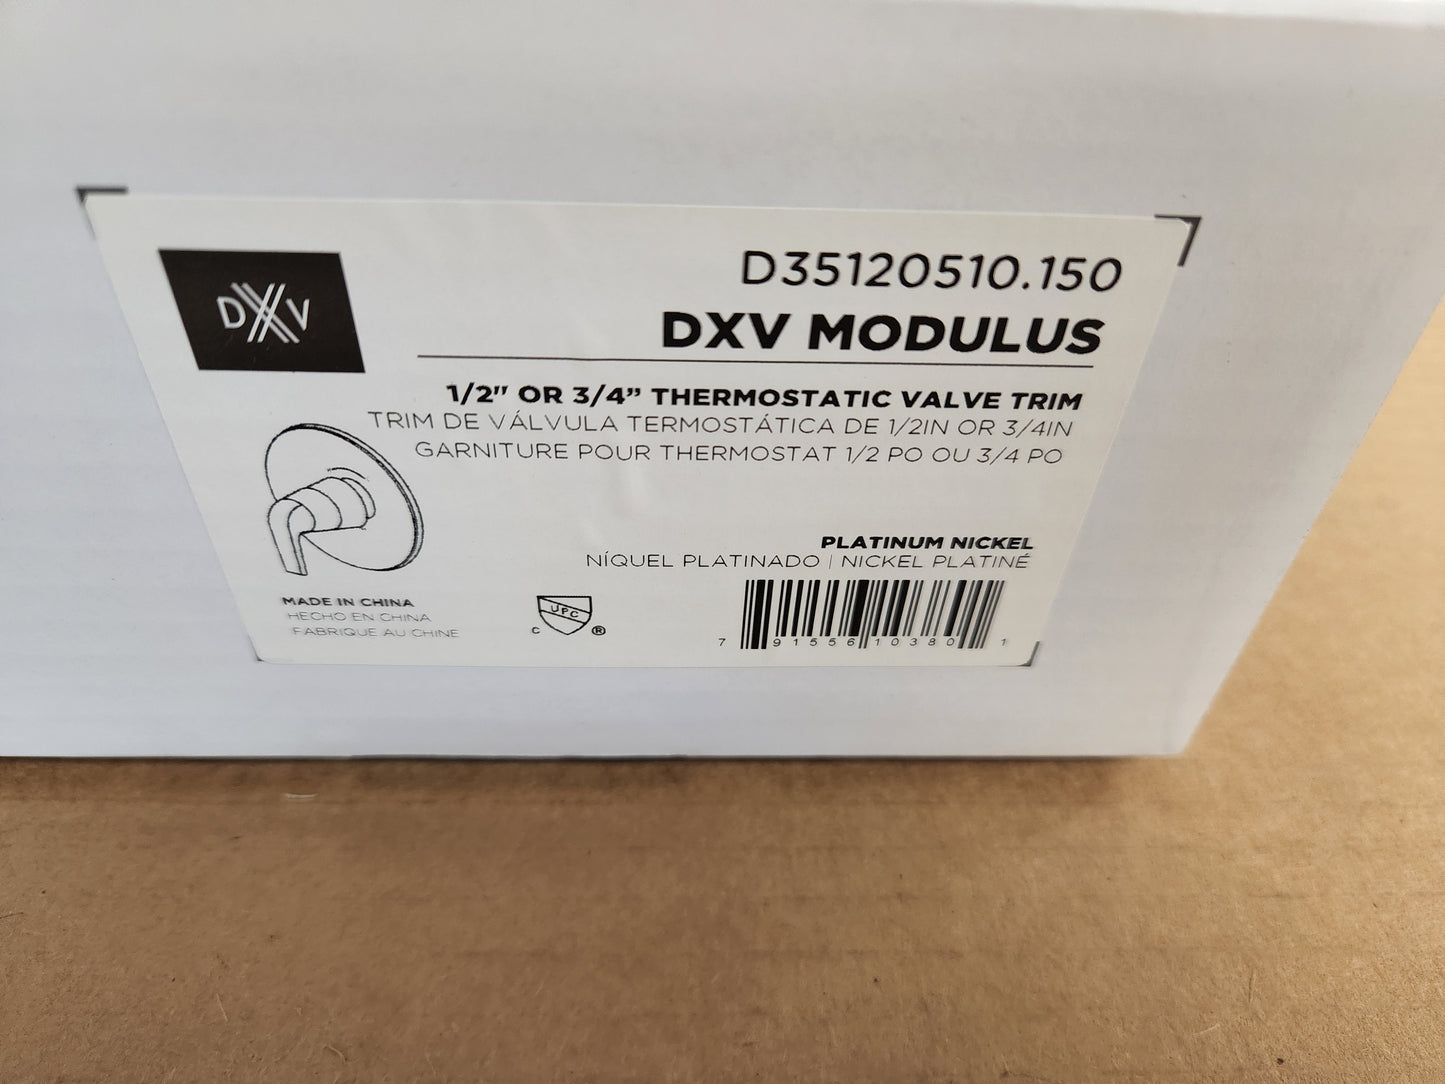 DXV
D35120510.150
DXV MODULUS
1/2" OR 3/4" THERMOSTATIC VALVE TRIM
TRIM DE VÁLVULA TERMOSTÁTICA DE 1/2IN OR 3/4IN
GARNITURE POUR THERMOSTAT 1/2 PO OU 3/4 PO
PLATINUM NICKEL
NÍQUEL PLATINADO | NICKEL PLATINÉ
MADE IN CHINA
HECHO EN CHINA
FABRIQUE AU CHINE
UPC
C ®
7 91556 10380 1